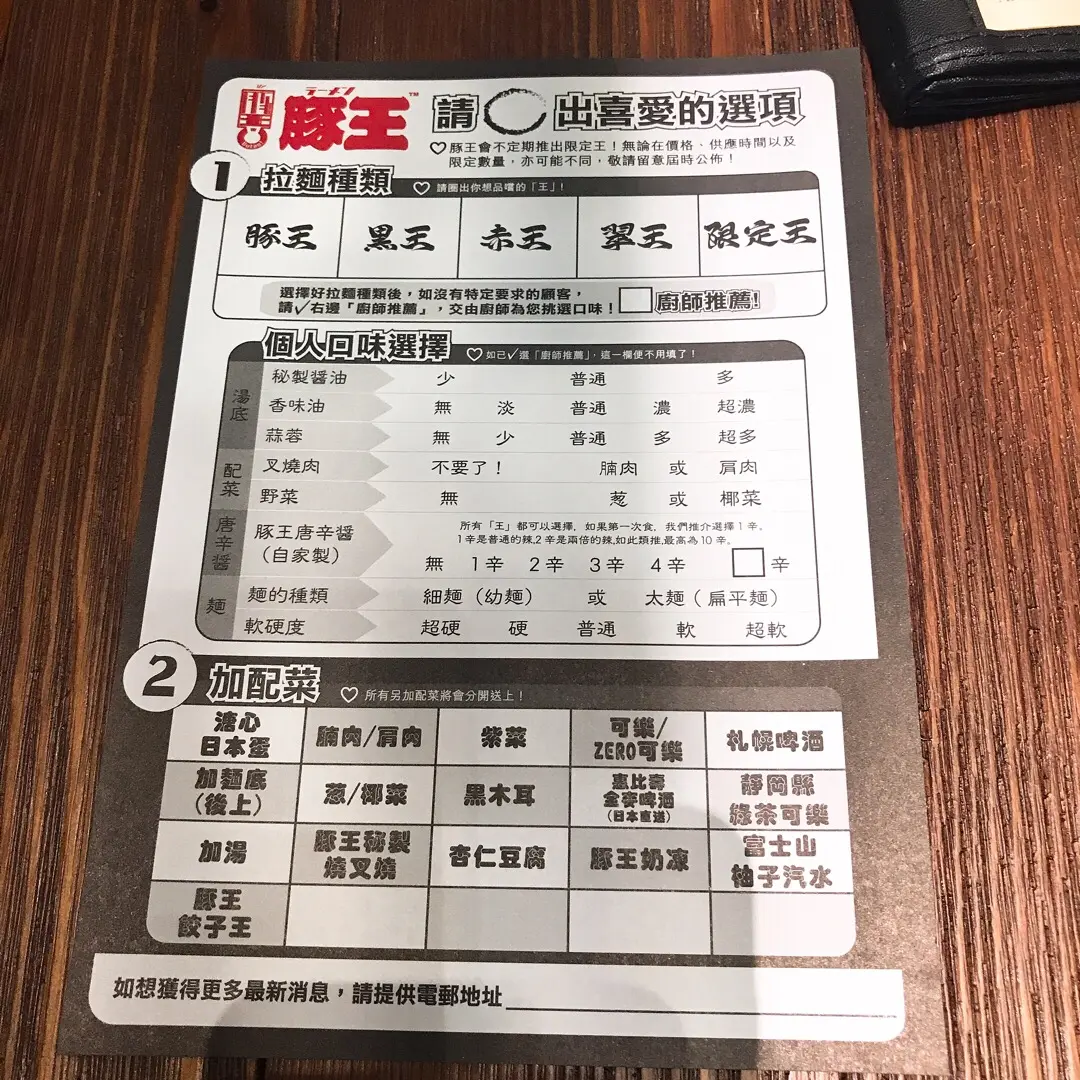 ラーメン
豚王™
請 出喜愛的選項
♡ 豚王會不定期推出限定王！無論在價格、供應時間以及
限定數量，亦可能不同，敬請留意屆時公佈！
1 拉麵種類 ♡ 請圈出你想品嚐的「王」！
豚王 黒王 赤王 翠王 限定王
選擇好拉麵種類後，如沒有特定要求的顧客，
請✓右邊「廚師推薦」，交由廚師為您挑選口味！ □ 廚師推薦!
個人口味選擇 ♡ 如已✓選「廚師推薦」，這一欄便不用填了！
湯底
秘製醬油 少 普通 多
香味油 無 淡 普通 濃 超濃
蒜蓉 無 少 普通 多 超多
配菜
叉燒肉 不要了！ 腩肉 或 肩肉
野菜 無 葱 或 椰菜
唐辛醬
豚王唐辛醬
（自家製）
所有「王」都可以選擇，如果第一次食，我們推介選擇1辛。
1辛是普通的辣,2辛是兩倍的辣,如此類推,最高為10辛。
無 1辛 2辛 3辛 4辛 □ 辛
麵
麵的種類 細麵（幼麵） 或 太麵（扁平麵）
軟硬度 超硬 硬 普通 軟 超軟
2 加配菜 ♡ 所有另加配菜將會分開送上！
溏心
日本蛋
腩肉/肩肉
紫菜
可樂/
ZERO可樂
札幌啤酒
加麵底
（後上）
葱/椰菜
黑木耳
惠比壽
全麥啤酒
（日本直送）
靜岡縣
綠茶可樂
加湯
豚王秘製
燒叉燒
杏仁豆腐
豚王奶凍
富士山
柚子汽水
豚王
餃子王
如想獲得更多最新消息，請提供電郵地址